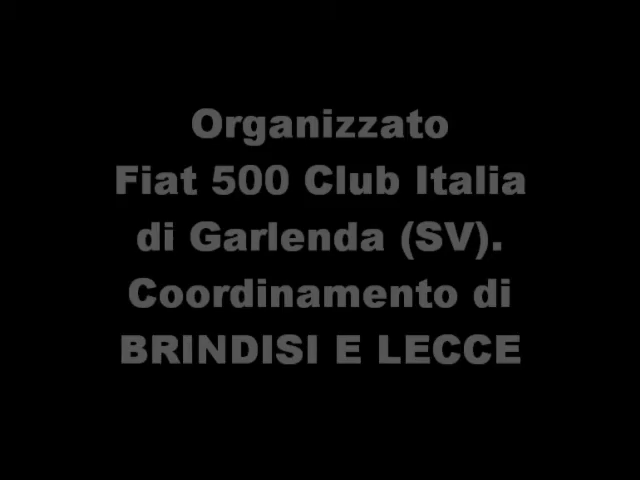 Organizzato
Fiat 500 Club Italia
di Garlenda (SV).
Coordinamento di
BRINDISI E LECCE